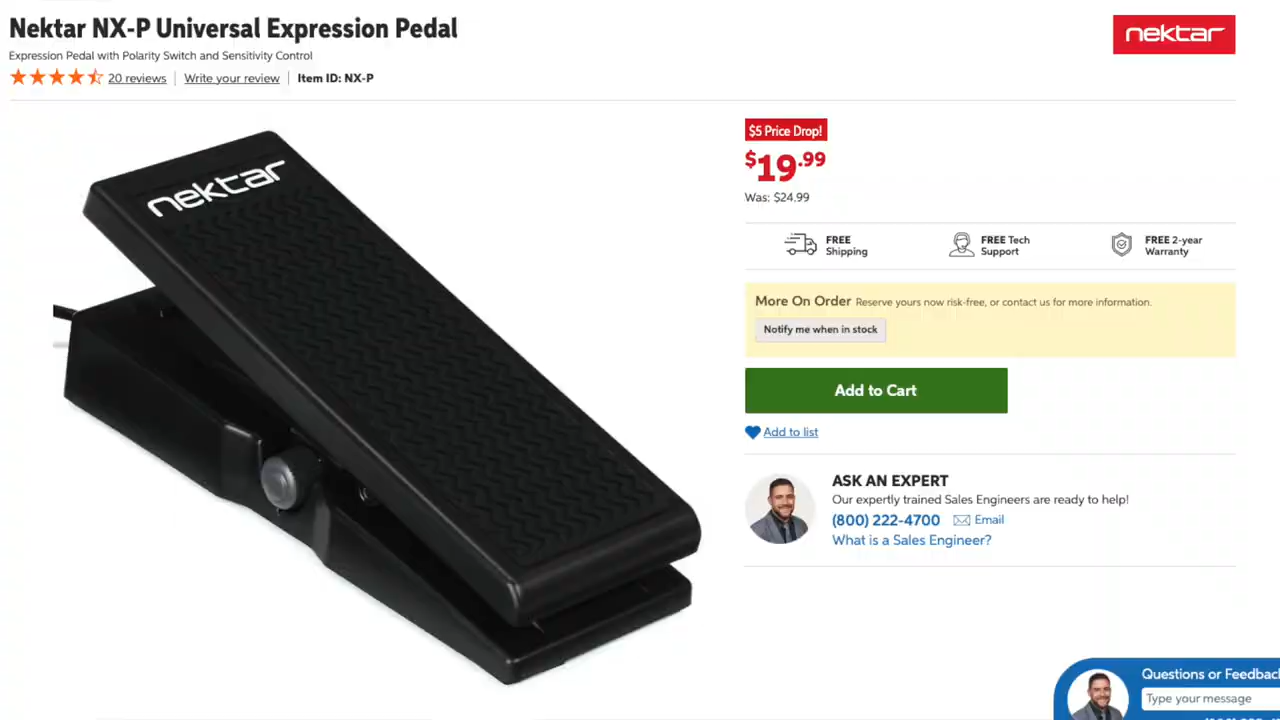 Nektar NX-P Universal Expression Pedal
Expression Pedal with Polarity Switch and Sensitivity Control
20 reviews | Write your review | Item ID: NX-P
nektar
nektar
$5 Price Drop!
$19.99
Was: $24.99
FREE Shipping
FREE Tech Support
FREE 2-year Warranty
More On Order Reserve yours now risk-free, or contact us for more information.
Notify me when in stock
Add to Cart
Add to list
ASK AN EXPERT
Our expertly trained Sales Engineers are ready to help!
(800) 222-4700 Email
What is a Sales Engineer?
Questions or Feedback
Type your message